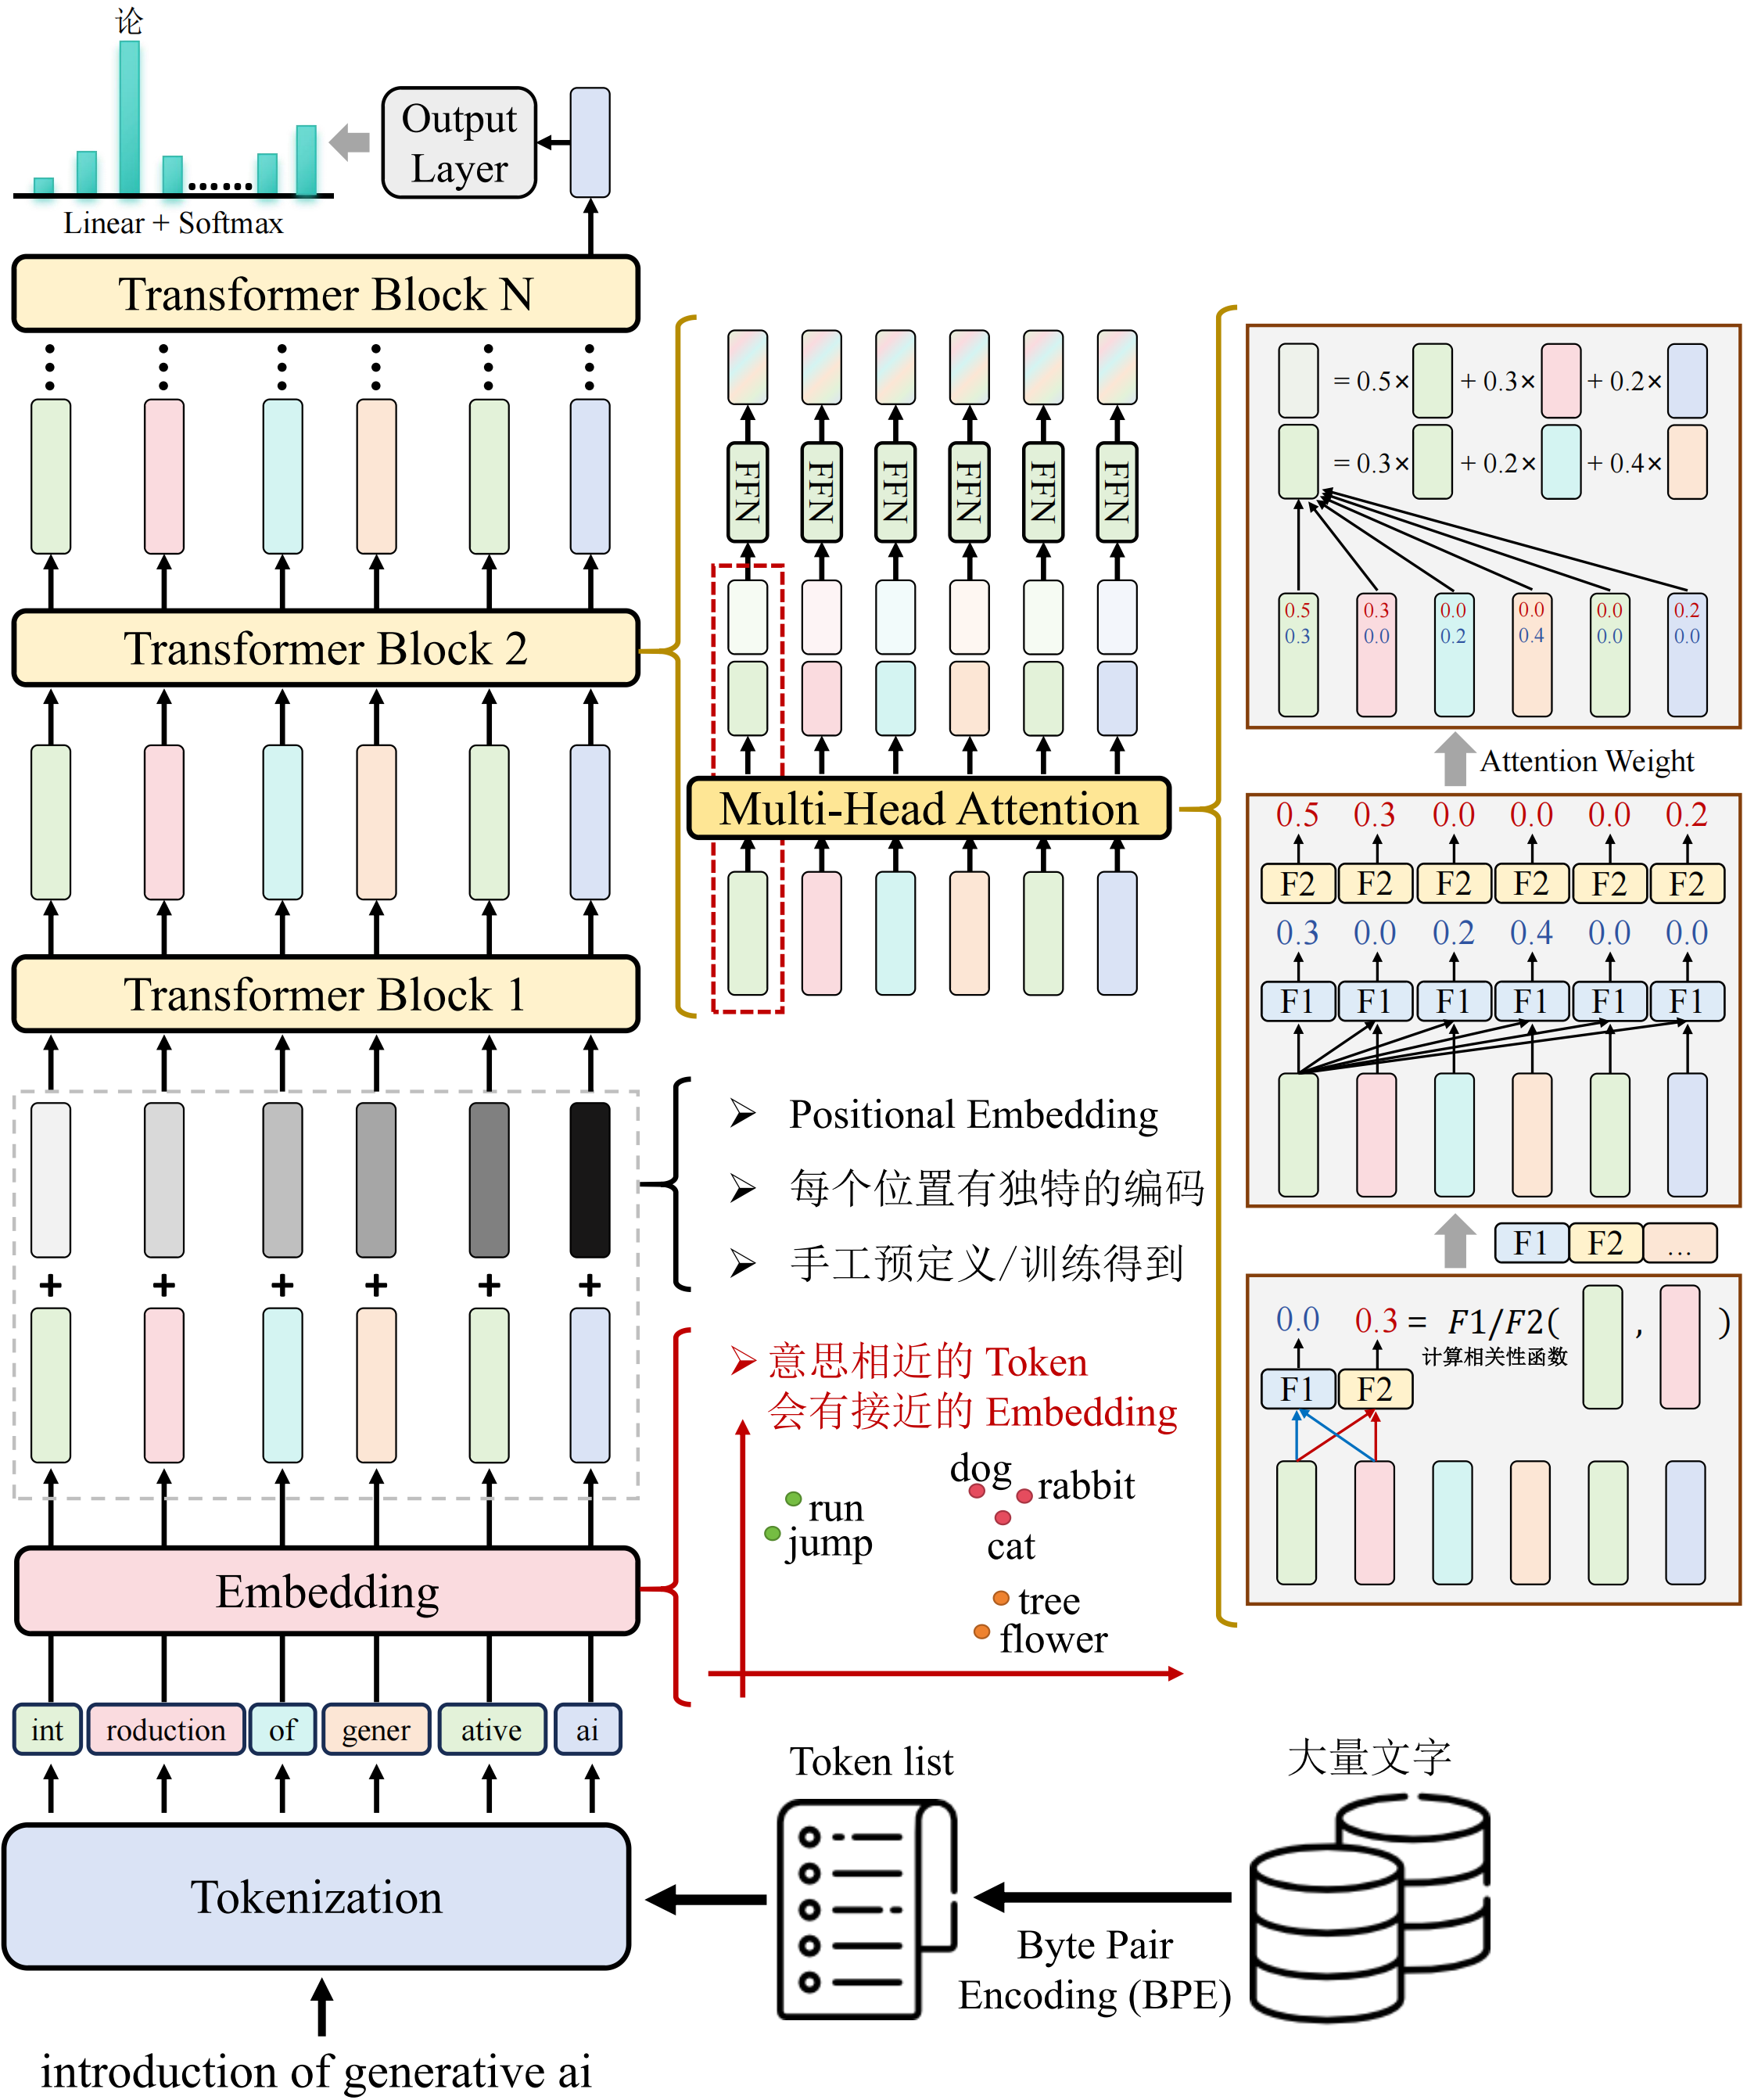 论
Output
Layer
Linear + Softmax
Transformer Block N
Transformer Block 2
Transformer Block 1
Embedding
int roduction of gener ative ai
Tokenization
introduction of generative ai
FFN FFN FFN FFN FFN FFN
Multi-Head Attention
➢ Positional Embedding
➢ 每个位置有独特的编码
➢ 手工预定义/训练得到
➢ 意思相近的 Token
会有接近的 Embedding
dog
rabbit
run
jump
cat
tree
flower
Token list
大量文字
Byte Pair
Encoding (BPE)
= 0.5× + 0.3× + 0.2×
= 0.3× + 0.2× + 0.4×
0.5 0.3 0.0 0.0 0.0 0.2
0.3 0.0 0.2 0.4 0.0 0.0
Attention Weight
0.5 0.3 0.0 0.0 0.0 0.2
F2 F2 F2 F2 F2 F2
0.3 0.0 0.2 0.4 0.0 0.0
F1 F1 F1 F1 F1 F1
F1 F2 ...
0.0 0.3 = F1/F2( , )
计算相关性函数
F1 F2